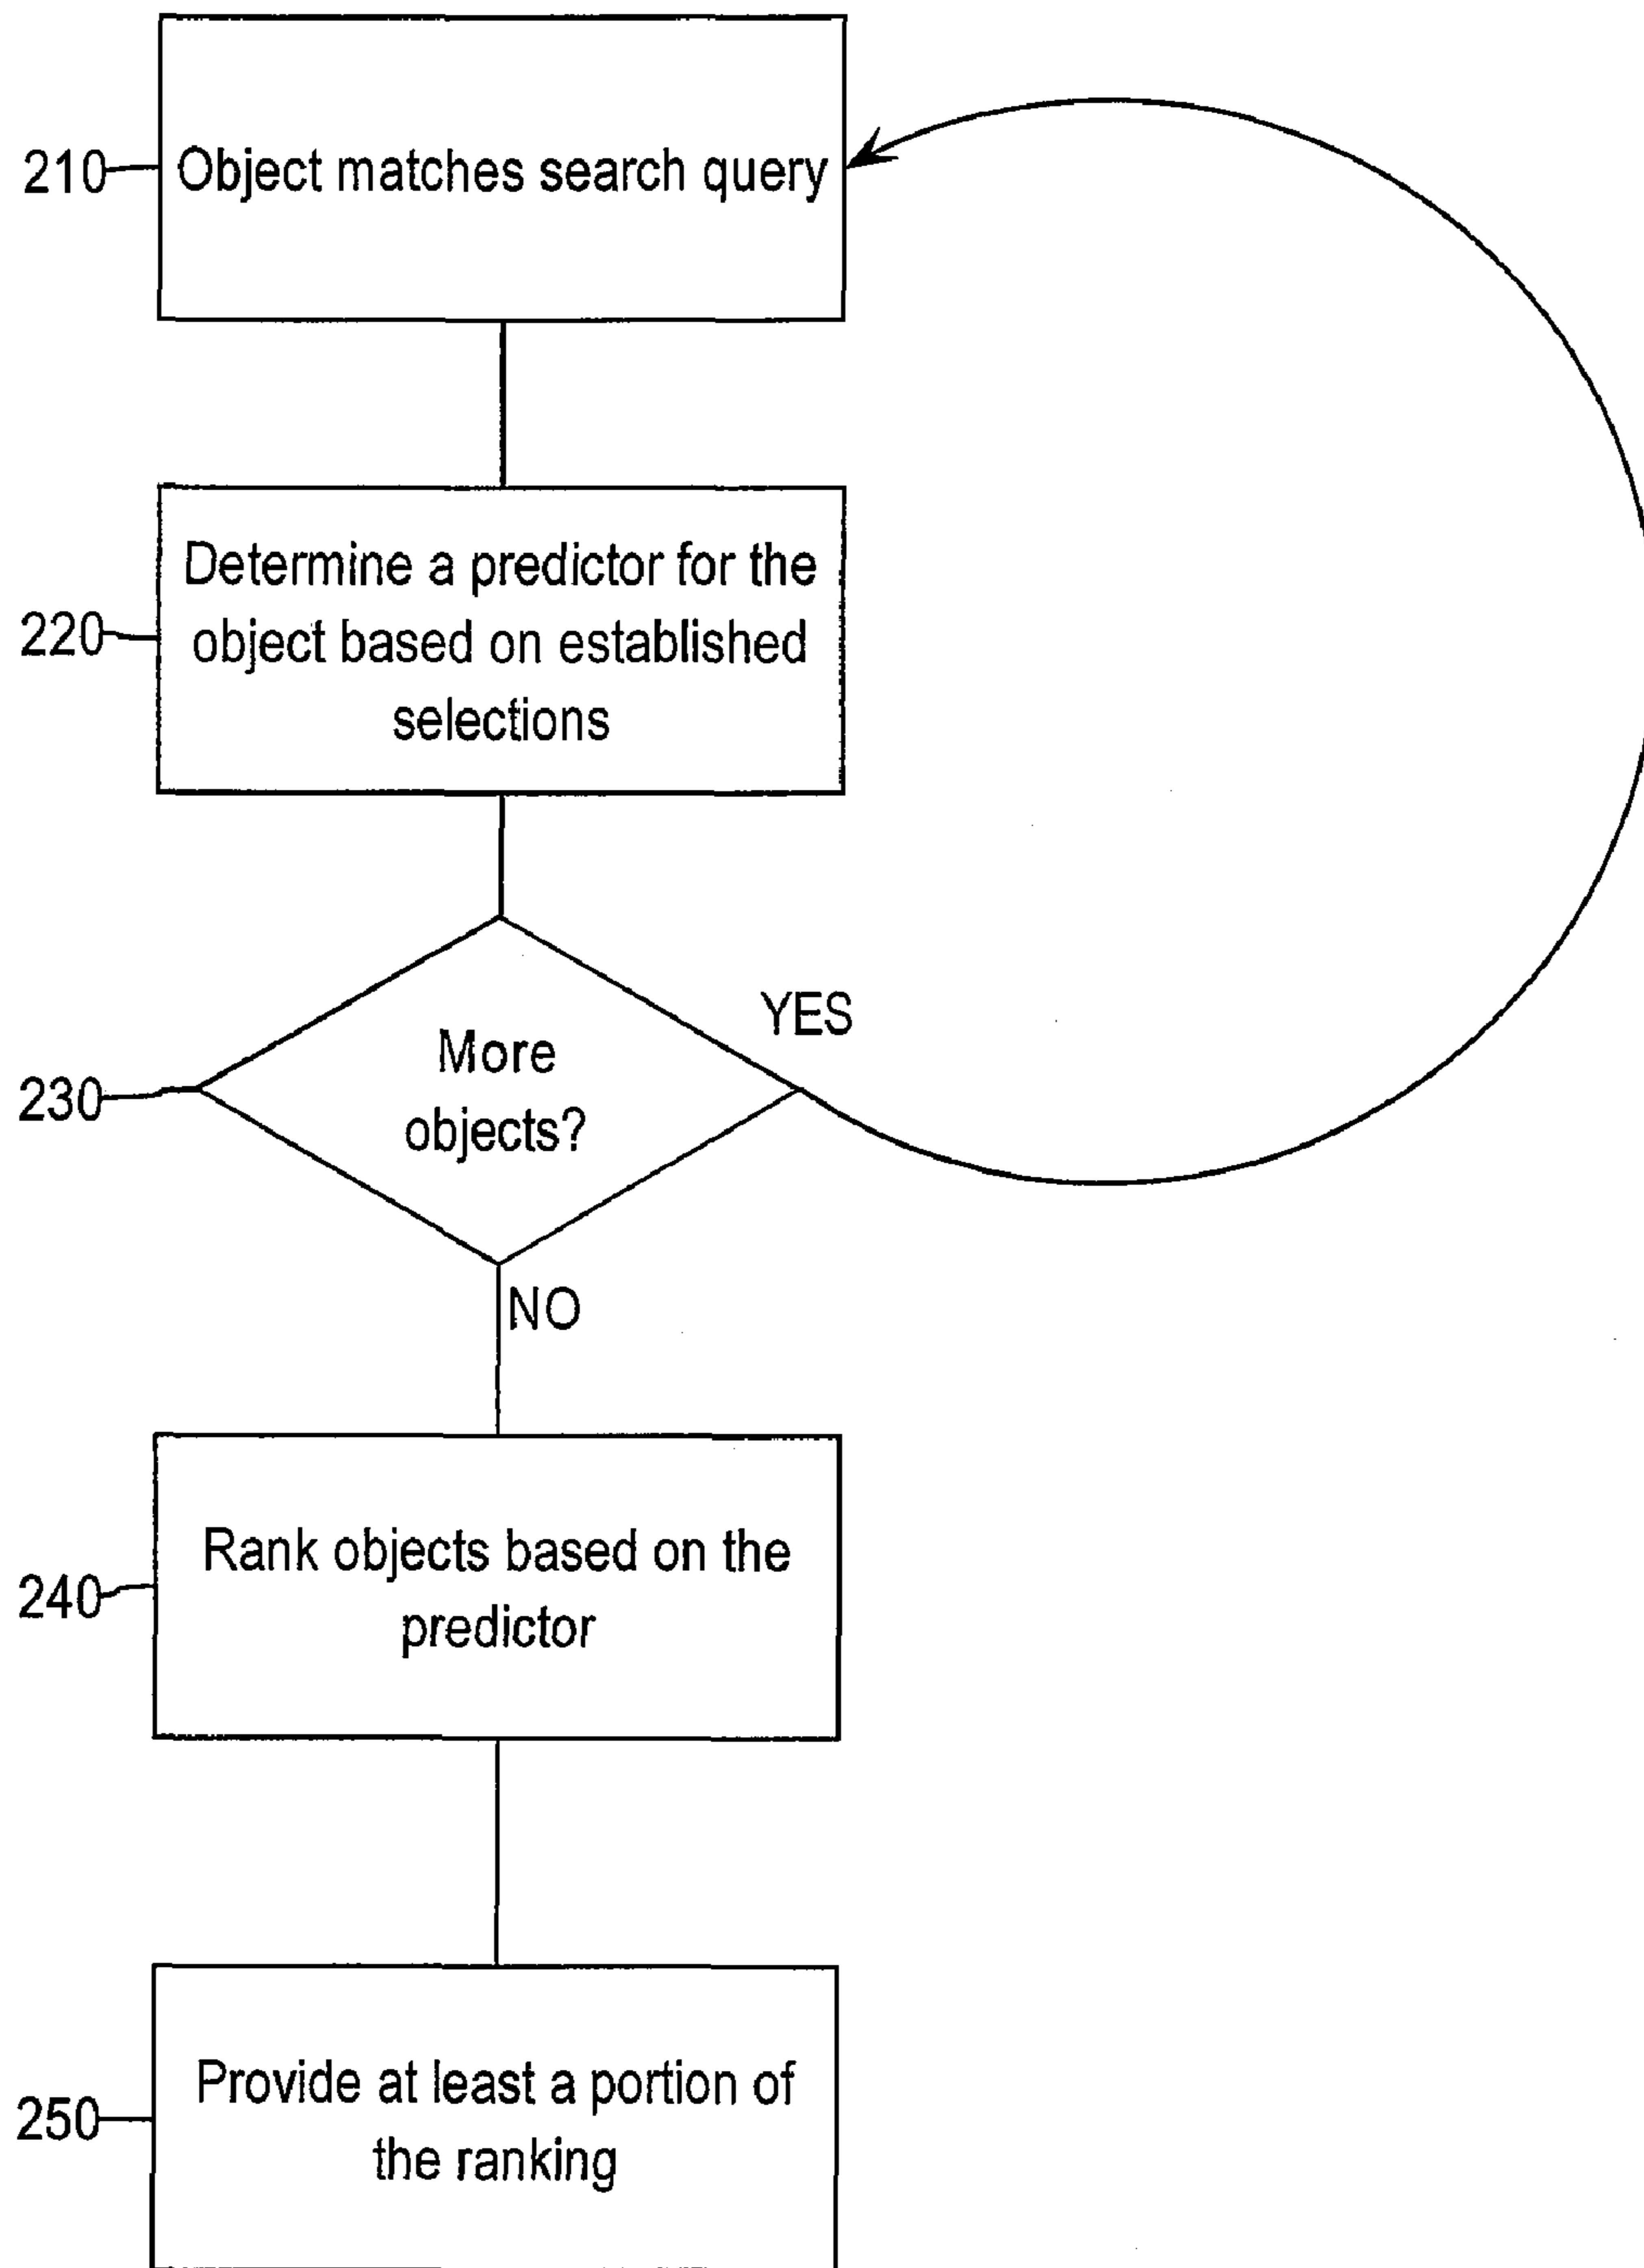 210
Object matches search query
Determine a predictor for the
220
object based on established
selections
YES
More
230
objects?
NO
Rank objects based on the
240
predictor
Provide at least a portion of
250
the ranking